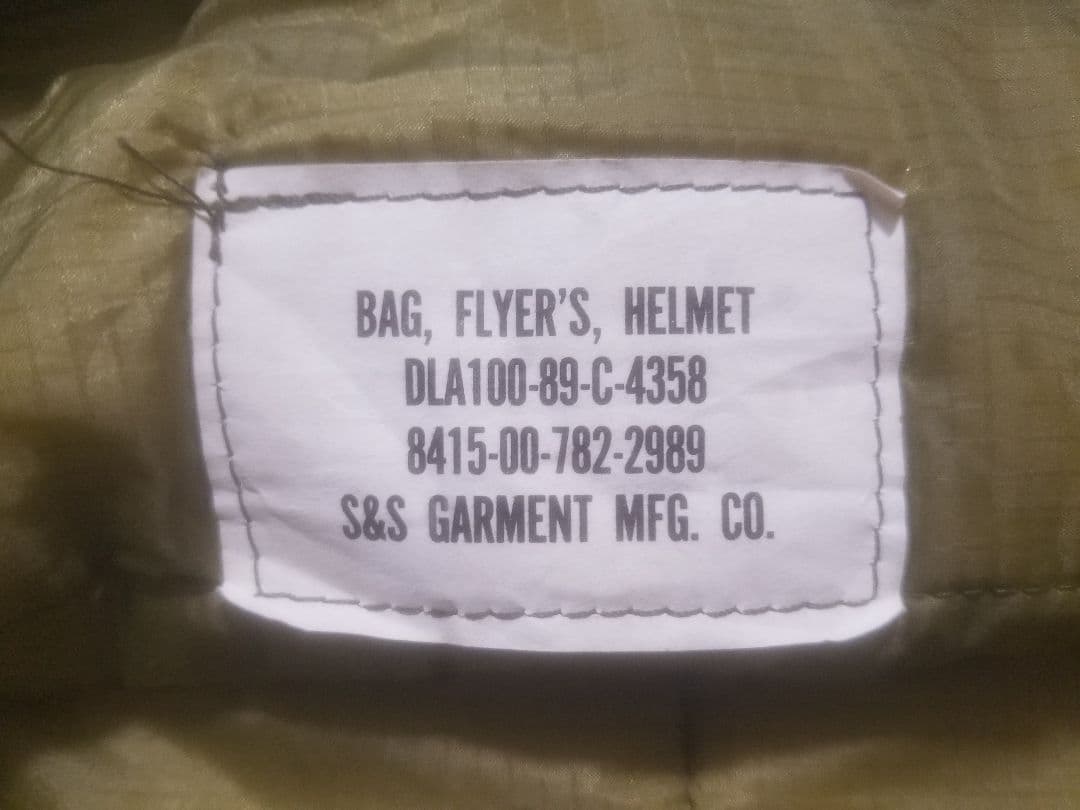 BAG, FLYER'S, HELMET
DLA100-89-C-4358
8415-00-782-2989
S&S GARMENT MFG. CO.